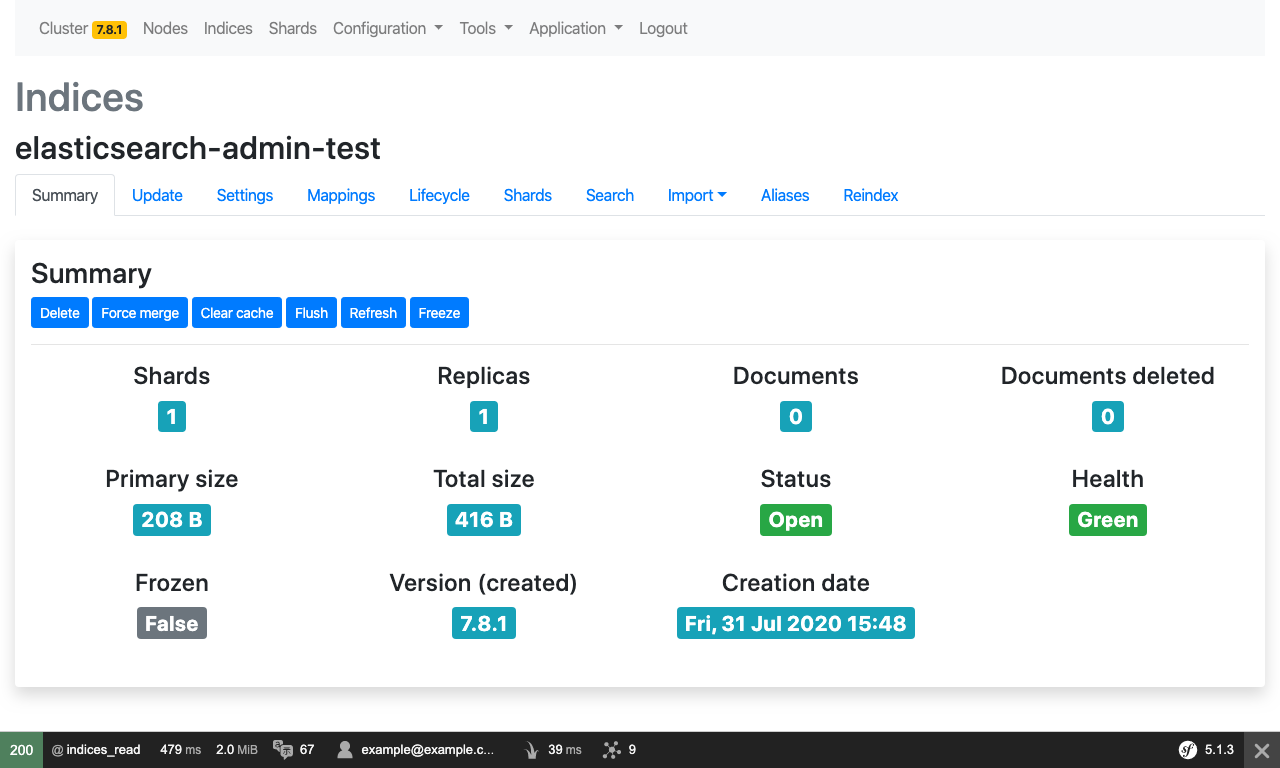 Cluster 7.8.1 Nodes Indices Shards Configuration Tools Application Logout
Indices
elasticsearch-admin-test
Summary Update Settings Mappings Lifecycle Shards Search Import Aliases Reindex
Summary
Delete Force merge Clear cache Flush Refresh Freeze
Shards Replicas Documents Documents deleted
1 1 0 0
Primary size Total size Status Health
208 B 416 B Open Green
Frozen Version (created) Creation date
False 7.8.1 Fri, 31 Jul 2020 15:48
200 @ indices_read 479 ms 2.0 MiB 67 example@example.c... 39 ms 9 sf 5.1.3